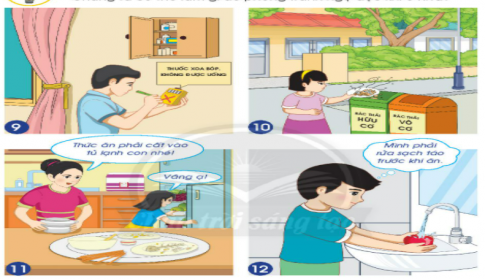 9
THUỐC XOA BÓP,
KHÔNG ĐƯỢC UỐNG
10
RÁC THẢI
HỮU
CƠ
RÁC THẢI
VÔ
CƠ
Thức ăn phải cất vào
tủ lạnh con nhé!
Vâng ạ!
11
Mình phải
rửa sạch táo
trước khi ăn.
12